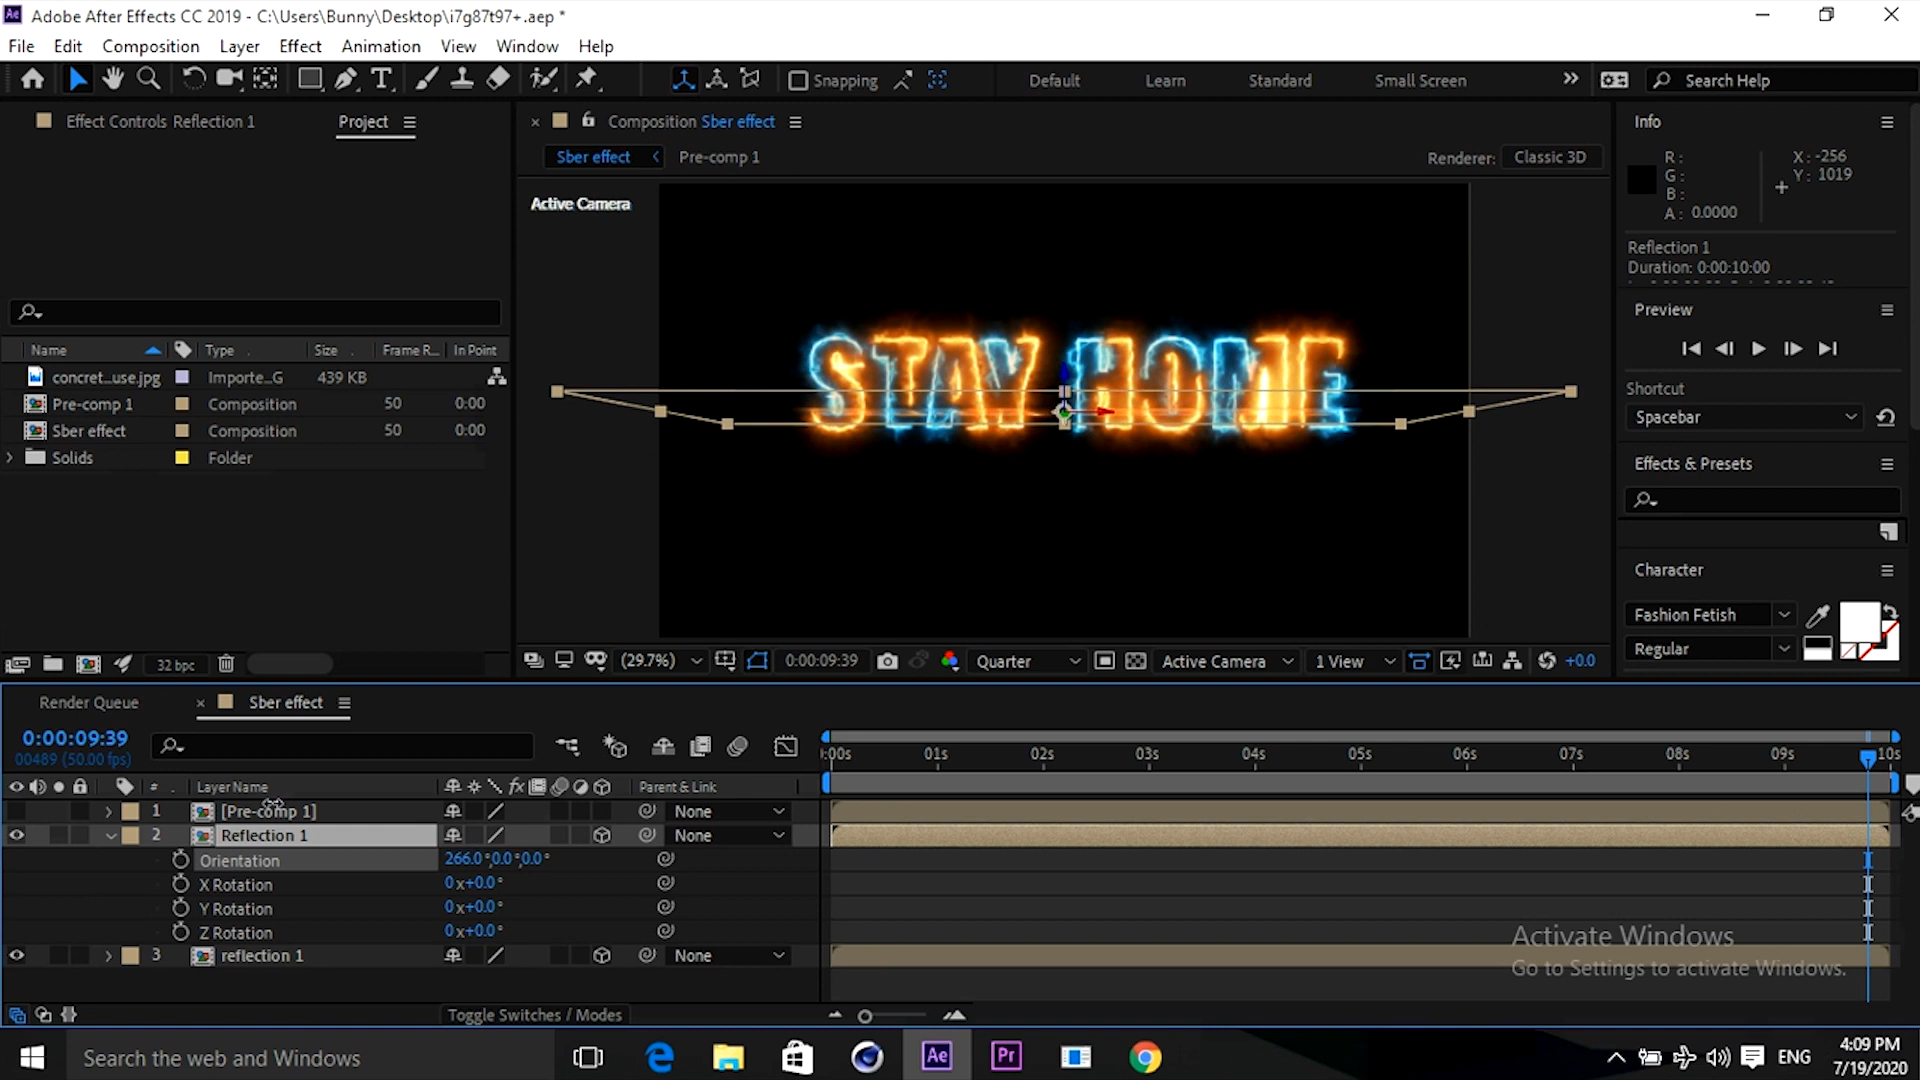 Adobe After Effects CC 2019 - C:\Users\Bunny\Desktop\i7g87t97+.aep *
File Edit Composition Layer Effect Animation View Window Help
Snapping Default Learn Standard Small Screen Search Help
Effect Controls Reflection 1 Project
Composition Sber effect
Sber effect Pre-comp 1 Renderer: Classic 3D
Active Camera
STAY HOME
Info
R: X: -256
G: Y: 1019
B:
A: 0.0000
Reflection 1
Duration: 0:00:10:00
Preview
Shortcut
Spacebar
Effects & Presets
Character
Fashion Fetish
Regular
Name Type Size Frame R... In Point
concret...use.jpg Importe...G 439 KB
Pre-comp 1 Composition 50 0:00
Sber effect Composition 50 0:00
Solids Folder
32 bpc
(29.7%) 0:00:09:39 Quarter Active Camera 1 View +0.0
Render Queue Sber effect
0:00:09:39
00489 (50.00 fps)
:00s 01s 02s 03s 04s 05s 06s 07s 08s 09s 10s
# Layer Name Parent & Link
1 [Pre-comp 1] None
2 Reflection 1 None
Orientation 266.0°,0.0°,0.0°
X Rotation 0x+0.0°
Y Rotation 0x+0.0°
Z Rotation 0x+0.0°
3 reflection 1 None
Activate Windows
Go to Settings to activate Windows.
Toggle Switches / Modes
Search the web and Windows
Ae
Pr
ENG
4:09 PM
7/19/2020